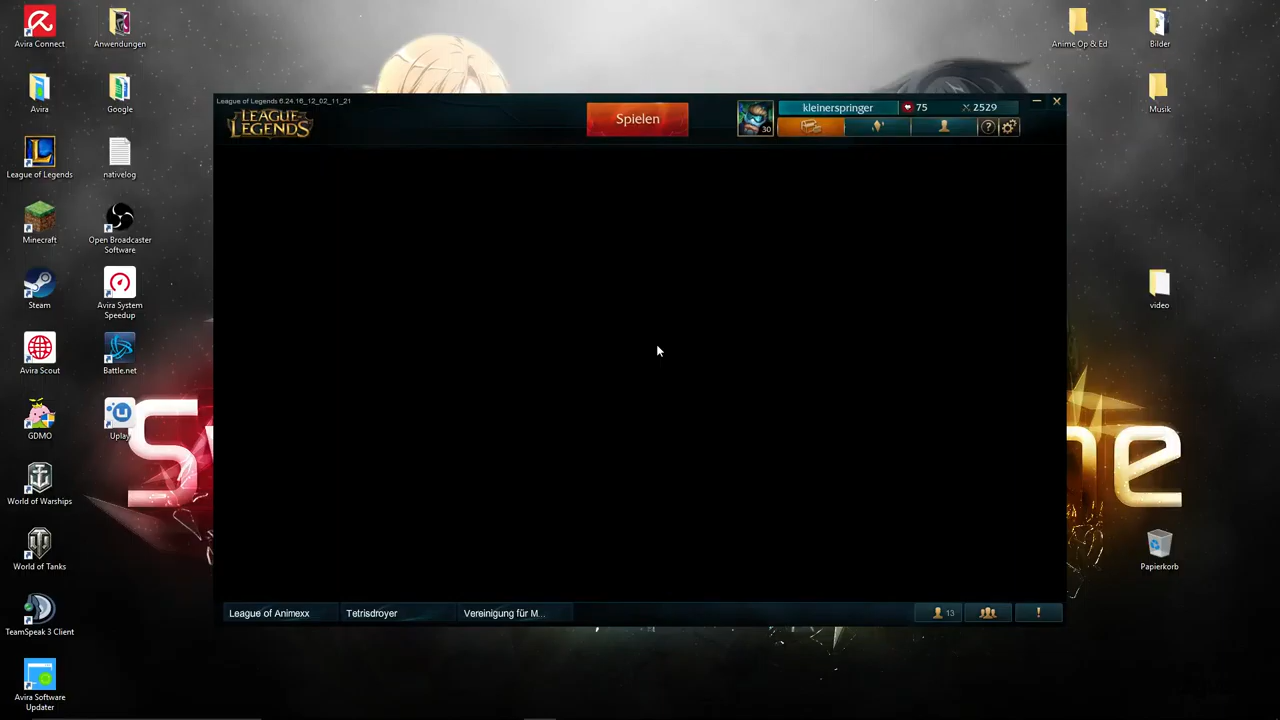 Avira Connect
Anwendungen
Anime Op & Ed
Bilder
Avira
Google
Musik
League of Legends
nativelog
Minecraft
Open Broadcaster
Software
Steam
Avira System
Speedup
video
Avira Scout
Battle.net
GDMO
Uplay
World of Warships
World of Tanks
Papierkorb
TeamSpeak 3 Client
Avira Software
Updater
League of Legends 6.24.16_12_02_11_21
LEAGUE
OF
LEGENDS
Spielen
30
kleinerspringer
75
2529
?
League of Animexx
Tetrisdroyer
Vereinigung für M...
13
!
S
ne